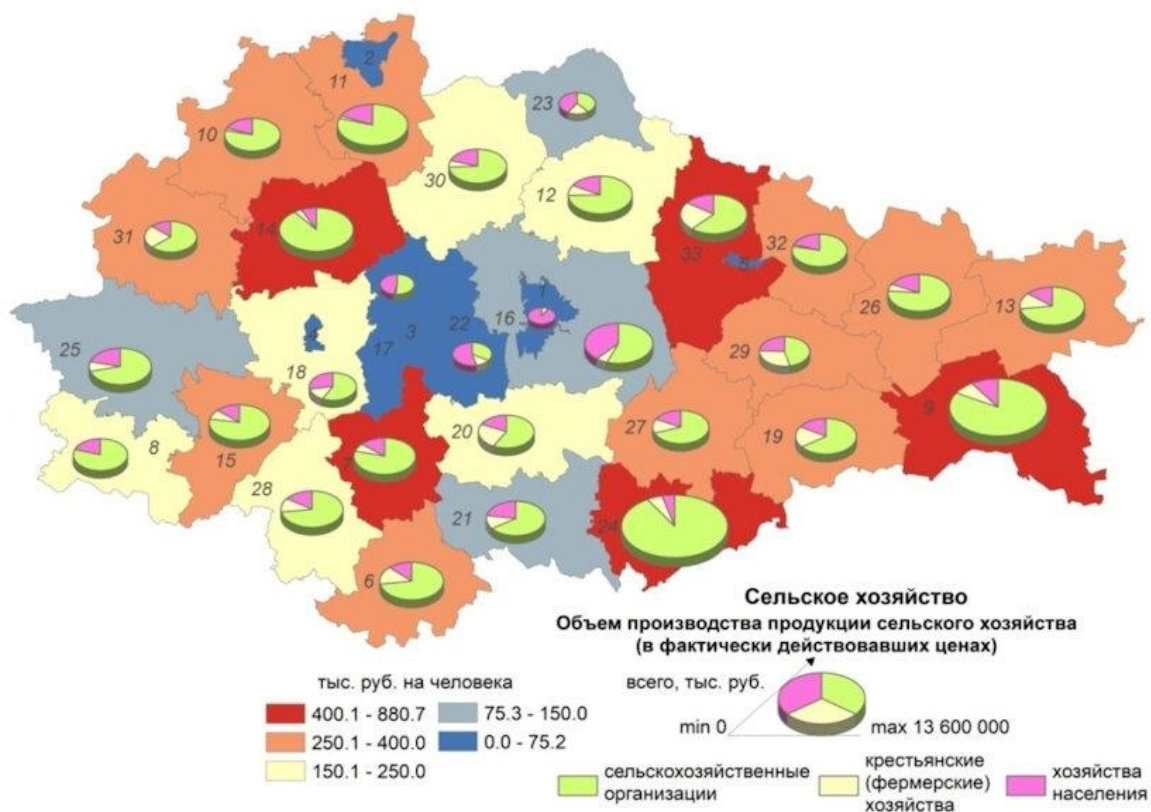 2
11
23
10
30
12
31
14
33
32
5
1
16
26
13
3
22
4
17
25
18
29
9
20
27
19
8
15
7
28
21
24
6
Сельское хозяйство
Объем производства продукции сельского хозяйства
(в фактически действовавших ценах)
тыс. руб. на человека
400.1 - 880.7
75.3 - 150.0
250.1 - 400.0
0.0 - 75.2
150.1 - 250.0
всего, тыс. руб.
min 0
max 13 600 000
сельскохозяйственные
организации
крестьянские
(фермерские)
хозяйства
хозяйства
населения